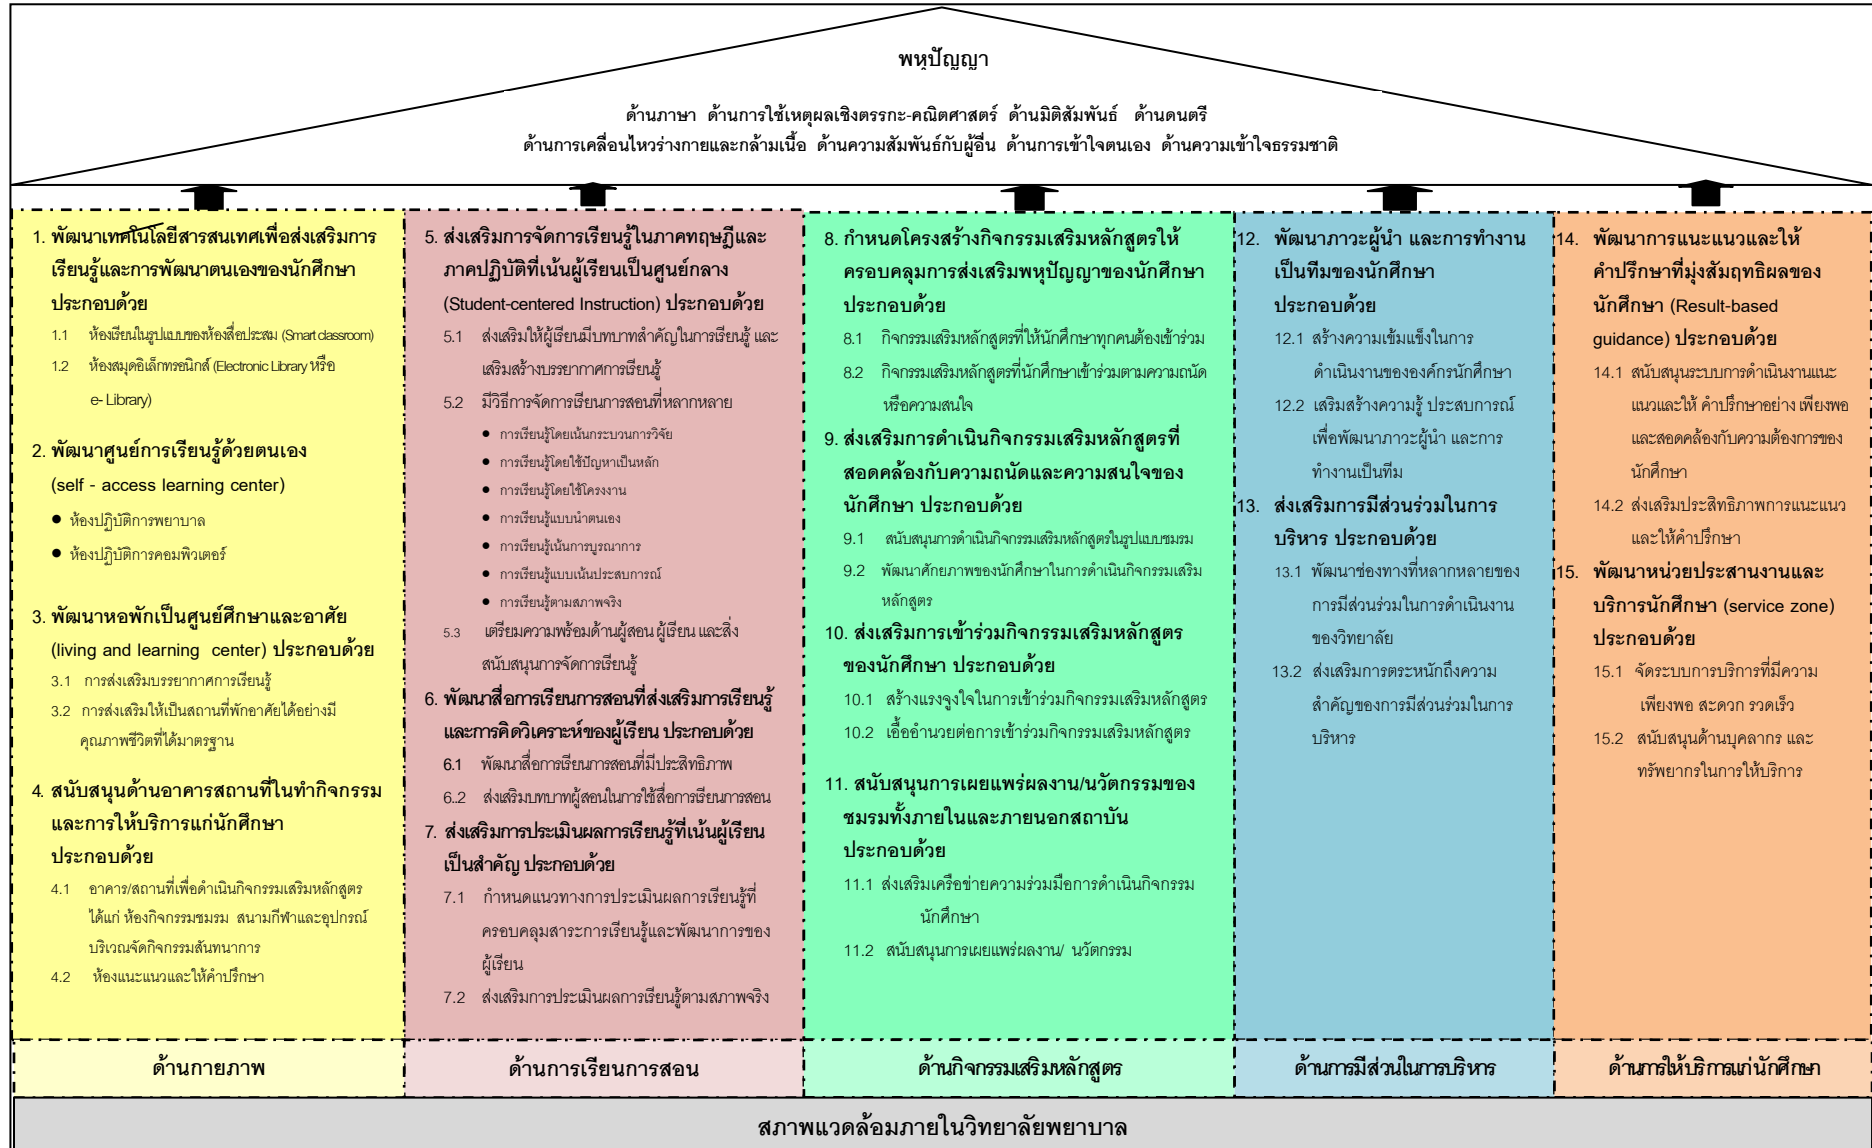 พหุปัญญา
ด้านภาษา ด้านการใช้เหตุผลเชิงตรรกะ-คณิตศาสตร์ ด้านมิติสัมพันธ์ ด้านดนตรี
ด้านการเคลื่อนไหวร่างกายและกล้ามเนื้อ ด้านความสัมพันธ์กับผู้อื่น ด้านการเข้าใจตนเอง ด้านความเข้าใจธรรมชาติ
1. พัฒนาเทคโนโลยีสารสนเทศเพื่อส่งเสริมการ
เรียนรู้และการพัฒนาตนเองของนักศึกษา
ประกอบด้วย
1.1 ห้องเรียนในรูปแบบของห้องสื่อประสม (Smart classroom)
1.2 ห้องสมุดอิเล็กทรอนิกส์ (Electronic Library หรือ
e- Library)
2. พัฒนาศูนย์การเรียนรู้ด้วยตนเอง
(self - access learning center)
● ห้องปฏิบัติการพยาบาล
● ห้องปฏิบัติการคอมพิวเตอร์
3. พัฒนาหอพักเป็นศูนย์ศึกษาและอาศัย
(living and learning center) ประกอบด้วย
3.1 การส่งเสริมบรรยากาศการเรียนรู้
3.2 การส่งเสริมให้เป็นสถานที่พักอาศัยได้อย่างมี
คุณภาพชีวิตที่ได้มาตรฐาน
4. สนับสนุนด้านอาคารสถานที่ในทำกิจกรรม
และการให้บริการแก่นักศึกษา
ประกอบด้วย
4.1 อาคาร/สถานที่เพื่อดำเนินกิจกรรมเสริมหลักสูตร
ได้แก่ ห้องกิจกรรมชมรม สนามกีฬาและอุปกรณ์
บริเวณจัดกิจกรรมสันทนาการ
4.2 ห้องแนะแนวและให้คำปรึกษา
ด้านกายภาพ
5. ส่งเสริมการจัดการเรียนรู้ในภาคทฤษฎีและ
ภาคปฏิบัติที่เน้นผู้เรียนเป็นศูนย์กลาง
(Student-centered Instruction) ประกอบด้วย
5.1 ส่งเสริมให้ผู้เรียนมีบทบาทสำคัญในการเรียนรู้ และ
เสริมสร้างบรรยากาศการเรียนรู้
5.2 มีวิธีการจัดการเรียนการสอนที่หลากหลาย
● การเรียนรู้โดยเน้นกระบวนการวิจัย
● การเรียนรู้โดยใช้ปัญหาเป็นหลัก
● การเรียนรู้โดยใช้โครงงาน
● การเรียนรู้แบบนำตนเอง
● การเรียนรู้เน้นการบูรณาการ
● การเรียนรู้แบบเน้นประสบการณ์
● การเรียนรู้ตามสภาพจริง
5.3 เตรียมความพร้อมด้านผู้สอน ผู้เรียน และสิ่ง
สนับสนุนการจัดการเรียนรู้
6. พัฒนาสื่อการเรียนการสอนที่ส่งเสริมการเรียนรู้
และการคิดวิเคราะห์ของผู้เรียน ประกอบด้วย
6.1 พัฒนาสื่อการเรียนการสอนที่มีประสิทธิภาพ
6.2 ส่งเสริมบทบาทผู้สอนในการใช้สื่อการเรียนการสอน
7. ส่งเสริมการประเมินผลการเรียนรู้ที่เน้นผู้เรียน
เป็นสำคัญ ประกอบด้วย
7.1 กำหนดแนวทางการประเมินผลการเรียนรู้ที่
ครอบคลุมสาระการเรียนรู้และพัฒนาการของ
ผู้เรียน
7.2 ส่งเสริมการประเมินผลการเรียนรู้ตามสภาพจริง
ด้านการเรียนการสอน
8. กำหนดโครงสร้างกิจกรรมเสริมหลักสูตรให้
ครอบคลุมการส่งเสริมพหุปัญญาของนักศึกษา
ประกอบด้วย
8.1 กิจกรรมเสริมหลักสูตรที่ให้นักศึกษาทุกคนต้องเข้าร่วม
8.2 กิจกรรมเสริมหลักสูตรที่นักศึกษาเข้าร่วมตามความถนัด
หรือความสนใจ
9. ส่งเสริมการดำเนินกิจกรรมเสริมหลักสูตรที่
สอดคล้องกับความถนัดและความสนใจของ
นักศึกษา ประกอบด้วย
9.1 สนับสนุนการดำเนินกิจกรรมเสริมหลักสูตรในรูปแบบชมรม
9.2 พัฒนาศักยภาพของนักศึกษาในการดำเนินกิจกรรมเสริม
หลักสูตร
10. ส่งเสริมการเข้าร่วมกิจกรรมเสริมหลักสูตร
ของนักศึกษา ประกอบด้วย
10.1 สร้างแรงจูงใจในการเข้าร่วมกิจกรรมเสริมหลักสูตร
10.2 เอื้ออำนวยต่อการเข้าร่วมกิจกรรมเสริมหลักสูตร
11. สนับสนุนการเผยแพร่ผลงาน/นวัตกรรมของ
ชมรมทั้งภายในและภายนอกสถาบัน
ประกอบด้วย
11.1 ส่งเสริมเครือข่ายความร่วมมือการดำเนินกิจกรรม
นักศึกษา
11.2 สนับสนุนการเผยแพร่ผลงาน/ นวัตกรรม
ด้านกิจกรรมเสริมหลักสูตร
12. พัฒนาภาวะผู้นำ และการทำงาน
เป็นทีมของนักศึกษา
ประกอบด้วย
12.1 สร้างความเข้มแข็งในการ
ดำเนินงานขององค์กรนักศึกษา
12.2 เสริมสร้างความรู้ ประสบการณ์
เพื่อพัฒนาภาวะผู้นำ และการ
ทำงานเป็นทีม
13. ส่งเสริมการมีส่วนร่วมในการ
บริหาร ประกอบด้วย
13.1 พัฒนาช่องทางที่หลากหลายของ
การมีส่วนร่วมในการดำเนินงาน
ของวิทยาลัย
13.2 ส่งเสริมการตระหนักถึงความ
สำคัญของการมีส่วนร่วมในการ
บริหาร
ด้านการมีส่วนในการบริหาร
14. พัฒนาการแนะแนวและให้
คำปรึกษาที่มุ่งสัมฤทธิผลของ
นักศึกษา (Result-based
guidance) ประกอบด้วย
14.1 สนับสนุนระบบการดำเนินงานแนะ
แนวและให้ คำปรึกษาอย่าง เพียงพอ
และสอดคล้องกับความต้องการของ
นักศึกษา
14.2 ส่งเสริมประสิทธิภาพการแนะแนว
และให้คำปรึกษา
15. พัฒนาหน่วยประสานงานและ
บริการนักศึกษา (service zone)
ประกอบด้วย
15.1 จัดระบบการบริการที่มีความ
เพียงพอ สะดวก รวดเร็ว
15.2 สนับสนุนด้านบุคลากร และ
ทรัพยากรในการให้บริการ
ด้านการให้บริการแก่นักศึกษา
สภาพแวดล้อมภายในวิทยาลัยพยาบาล